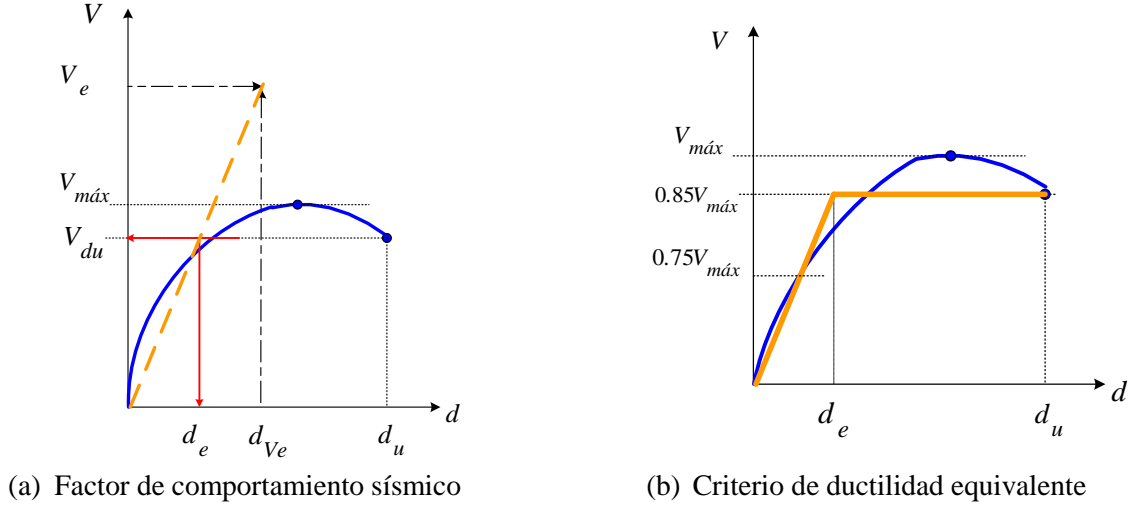 V
V_e
V_máx
V_du
d_e
d_Ve
d_u
d
(a) Factor de comportamiento sísmico
V
V_máx
0.85V_máx
0.75V_máx
d_e
d_u
d
(b) Criterio de ductilidad equivalente